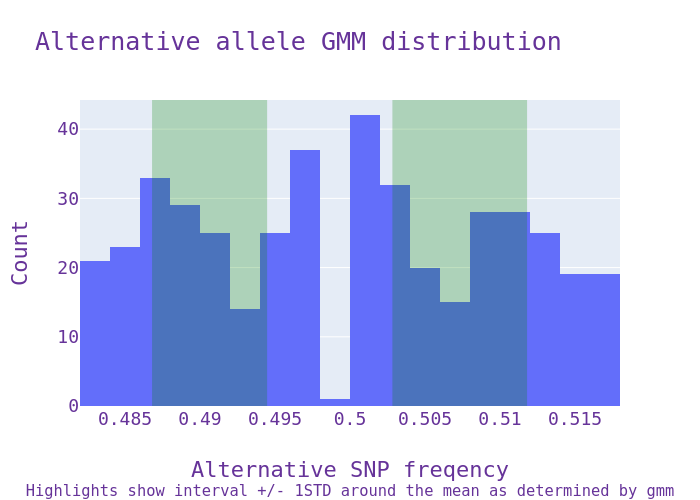 Alternative allele GMM distribution
Count
40
30
20
10
0
0.485 0.49 0.495 0.5 0.505 0.51 0.515
Alternative SNP freqency
Highlights show interval +/- 1STD around the mean as determined by gmm